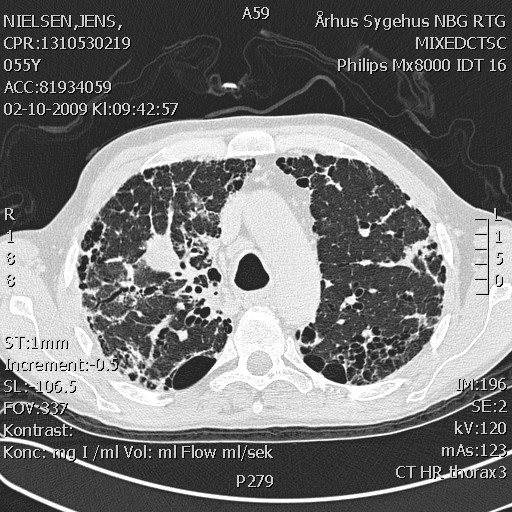 NIELSEN,JENS,
CPR:1310530219
055Y
ACC:81934059
02-10-2009 Kl:09:42:57
A59
Århus Sygehus NBG RTG
MIXEDCTSC
Philips Mx8000 IDT 16
R
1
8
8
L
1
5
0
ST:1mm
Increment:-0.5
SL:-106.5
FOV:337
Kontrast:
Konc: mg I /ml Vol: ml Flow ml/sek
P279
IM:196
SE:2
kV:120
mAs:123
CT HR thorax3